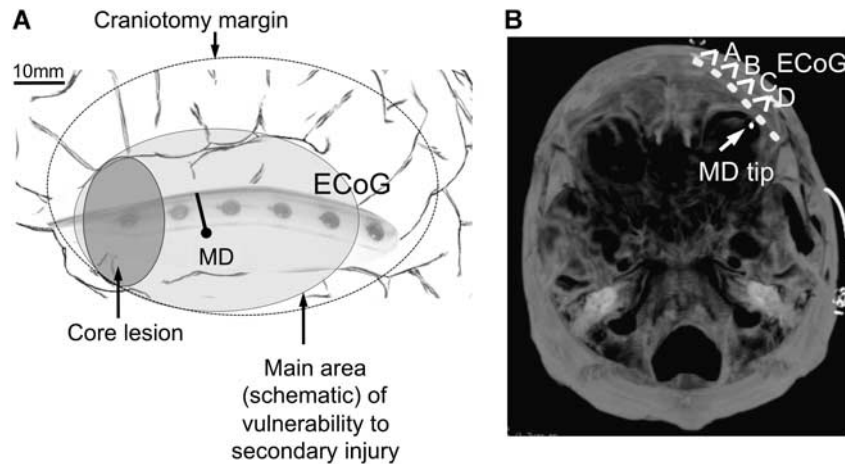 A
Craniotomy margin
10mm
ECoG
MD
Core lesion
Main area
(schematic) of
vulnerability to
secondary injury
B
A
B
ECoG
C
D
MD tip